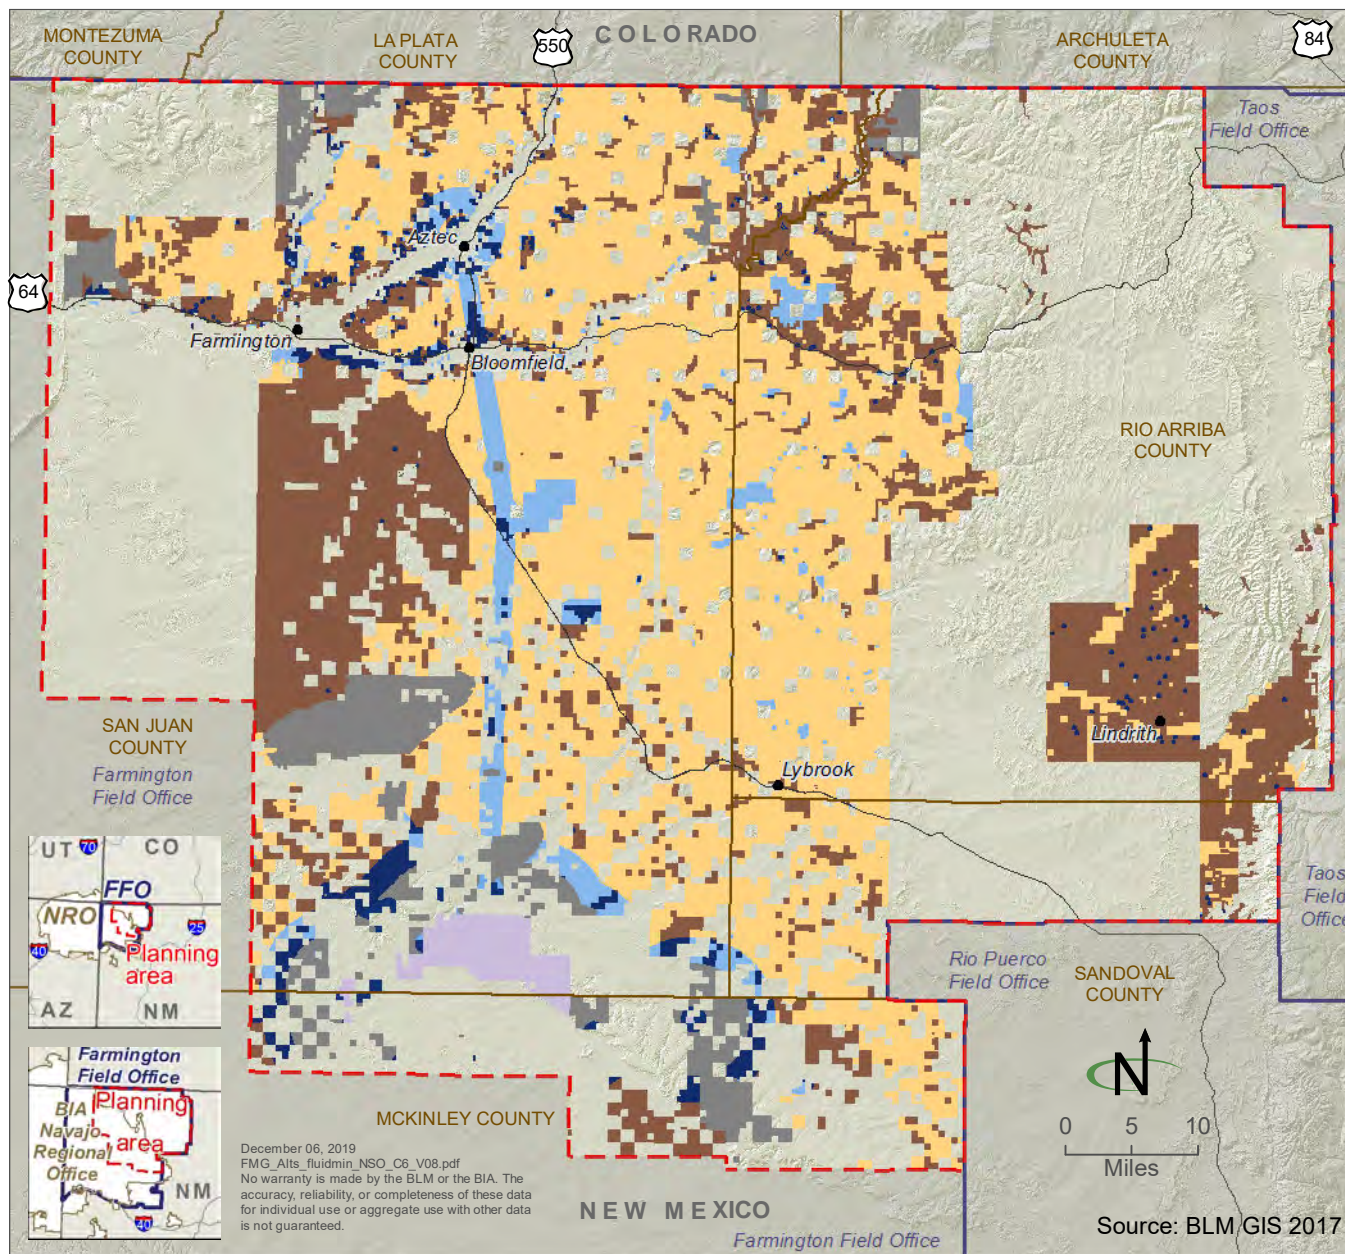 MONTEZUMA
COUNTY
LA PLATA
COUNTY
550
COLORADO
ARCHULETA
COUNTY
84
Taos
Field Office
Aztec
64
Farmington
Bloomfield
RIO ARRIBA
COUNTY
SAN JUAN
COUNTY
Farmington
Field Office
Lindrith
Lybrook
UT
70
CO
FFO
NRO
25
40
Planning
area
AZ
NM
Taos
Field
Office
Rio Puerco
Field Office
SANDOVAL
COUNTY
N
0 5 10
Miles
Farmington
Field Office
BIA
Navajo
Regional
Office
Planning
area
NM
40
MCKINLEY COUNTY
December 06, 2019
FMG_Alts_fluidmin_NSO_C6_V08.pdf
No warranty is made by the BLM or the BIA. The
accuracy, reliability, or completeness of these data
for individual use or aggregate use with other data
is not guaranteed.
NEW MEXICO
Farmington Field Office
Source: BLM GIS 2017